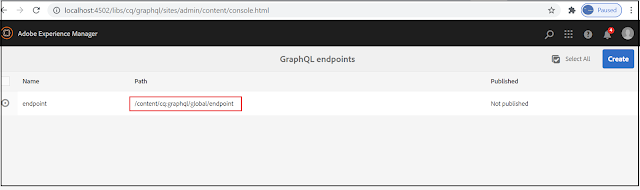 localhost:4502/libs/cq/graphql/sites/admin/content/console.html
Paused
Adobe Experience Manager
4
GraphQL endpoints
Select All
Create
Name
Path
Published
endpoint
/content/cq:graphql/global/endpoint
Not published